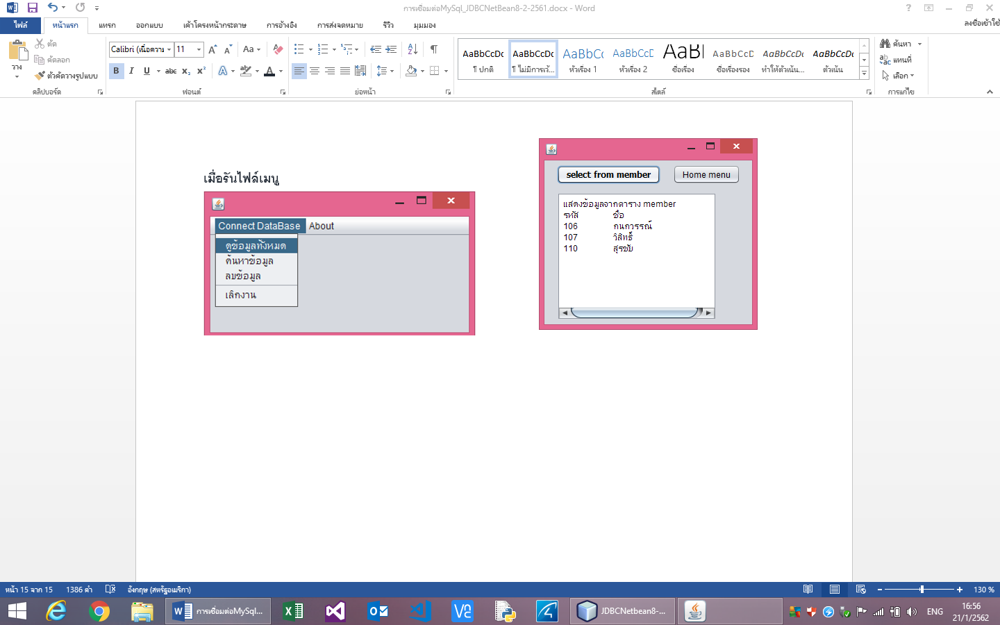 การเชื่อมต่อMySql_JDBCNetBean8-2-2561.docx - Word
ไฟล์ หน้าแรก แทรก ออกแบบ เค้าโครงหน้ากระดาษ การอ้างอิง การส่งจดหมาย รีวิว มุมมอง ลงชื่อเข้าใช้
วาง
ตัด
คัดลอก
ตัวคัดวางรูปแบบ
คลิปบอร์ด
Calibri (เนื้อความ 11
ฟอนต์
ย่อหน้า
AaBbCcDc AaBbCcDc AaBbCc AaBbCcD AaBl AaBbCcD AaBbCcDc AaBbCcDc
¶ ปกติ ¶ ไม่มีการเว้... หัวเรื่อง 1 หัวเรื่อง 2 ชื่อเรื่อง ชื่อเรื่องรอง ทำให้ตัวเน้น... ตัวเน้น
สไตล์
ค้นหา
แทนที่
เลือก
การแก้ไข
เมื่อรันไฟล์เมนู
Connect DataBase About
ดูข้อมูลทั้งหมด
ค้นหาข้อมูล
ลบข้อมูล
เลิกงาน
select from member Home menu
แสดงข้อมูลจากตาราง member
รหัส ชื่อ
106 กนกวรรณ์
107 วิสิทธิ์
110 สุรชัย
หน้า 15 จาก 15 1386 คำ อังกฤษ (สหรัฐอเมริกา) 130 %
การเชื่อมต่อMySql... JDBCNetbean8-... ENG 16:56
21/1/2562